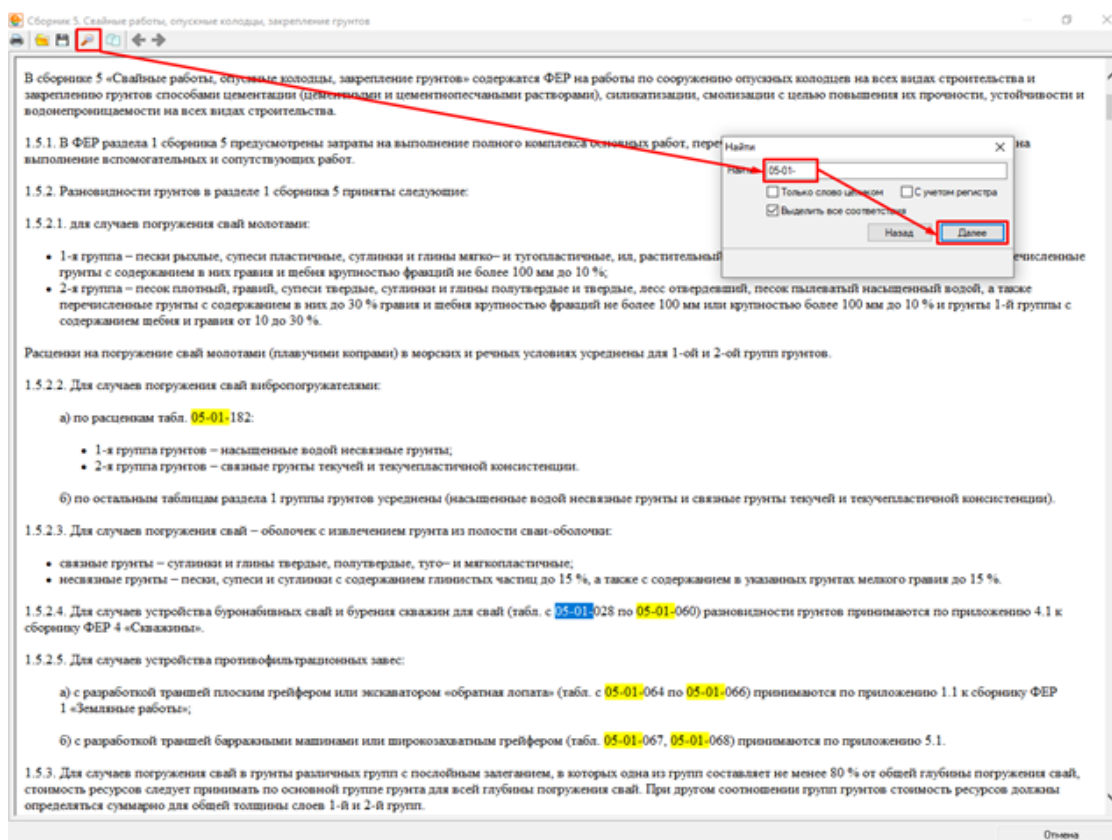 Сборник 5. Свайные работы, опускные колодцы, закрепление грунтов
В сборнике 5 «Свайные работы, опускные колодцы, закрепление грунтов» содержатся ФЕР на работы по сооружению опускных колодцев на всех видах строительства и
закреплению грунтов способами цементации (цементными и цементнопесчаными растворами), силикатизации, смолизации с целью повышения их прочности, устойчивости и
водонепроницаемости на всех видах строительства.
1.5.1. В ФЕР раздела 1 сборника 5 предусмотрены затраты на выполнение полного комплекса основных работ, пере на
выполнение вспомогательных и сопутствующих работ.
Найти
05-01-
Только слово целиком С учетом регистра
Выделить все соответствия
Назад Далее
1.5.2. Разновидности грунтов в разделе 1 сборника 5 приняты следующие:
1.5.2.1. для случаев погружения свай молотами:
• 1-я группа – пески рыхлые, супеси пластичные, суглинки и глины мягко– и тугопластичные, ил, растительный ечисленные
грунты с содержанием в них гравия и щебня крупностью фракций не более 100 мм до 10 %;
• 2-я группа – песок плотный, гравий, супеси твердые, суглинки и глины полутвердые и твердые, лесс отвердевший, песок пылеватый насыщенный водой, а также
перечисленные грунты с содержанием в них до 30 % гравия и щебня крупностью фракций не более 100 мм или крупностью более 100 мм до 10 % и грунты 1-й группы с
содержанием щебня и гравия от 10 до 30 %.
Расценки на погружение свай молотами (плавучими копрами) в морских и речных условиях усреднены для 1-ой и 2-ой групп грунтов.
1.5.2.2. Для случаев погружения свай вибропогружателями:
а) по расценкам табл. 05-01-182:
• 1-я группа грунтов – насыщенные водой несвязные грунты;
• 2-я группа грунтов – связные грунты текучей и текучепластичной консистенции.
б) по остальным таблицам раздела 1 группы грунтов усреднены (насыщенные водой несвязные грунты и связные грунты текучей и текучепластичной консистенции).
1.5.2.3. Для случаев погружения свай – оболочек с извлечением грунта из полости сваи-оболочки:
• связные грунты – суглинки и глины твердые, полутвердые, туго– и мягкопластичные;
• несвязные грунты – пески, супеси и суглинки с содержанием глинистых частиц до 15 %, а также с содержанием в указанных грунтах мелкого гравия до 15 %.
1.5.2.4. Для случаев устройства буронабивных свай и бурения скважин для свай (табл. с 05-01-028 по 05-01-060) разновидности грунтов принимаются по приложению 4.1 к
сборнику ФЕР 4 «Скважины».
1.5.2.5. Для случаев устройства противофильтрационных завес:
а) с разработкой траншей плоским грейфером или экскаватором «обратная лопата» (табл. с 05-01-064 по 05-01-066) принимаются по приложению 1.1 к сборнику ФЕР
1 «Земляные работы»;
б) с разработкой траншей барражными машинами или широкозахватным грейфером (табл. 05-01-067, 05-01-068) принимаются по приложению 5.1.
1.5.3. Для случаев погружения свай в грунты различных групп с послойным залеганием, в которых одна из групп составляет не менее 80 % от общей глубины погружения свай,
стоимость ресурсов следует принимать по основной группе грунта для всей глубины погружения свай. При другом соотношении групп грунтов стоимость ресурсов должны
определяться суммарно для общей толщины слоев 1-й и 2-й групп.
Отмена